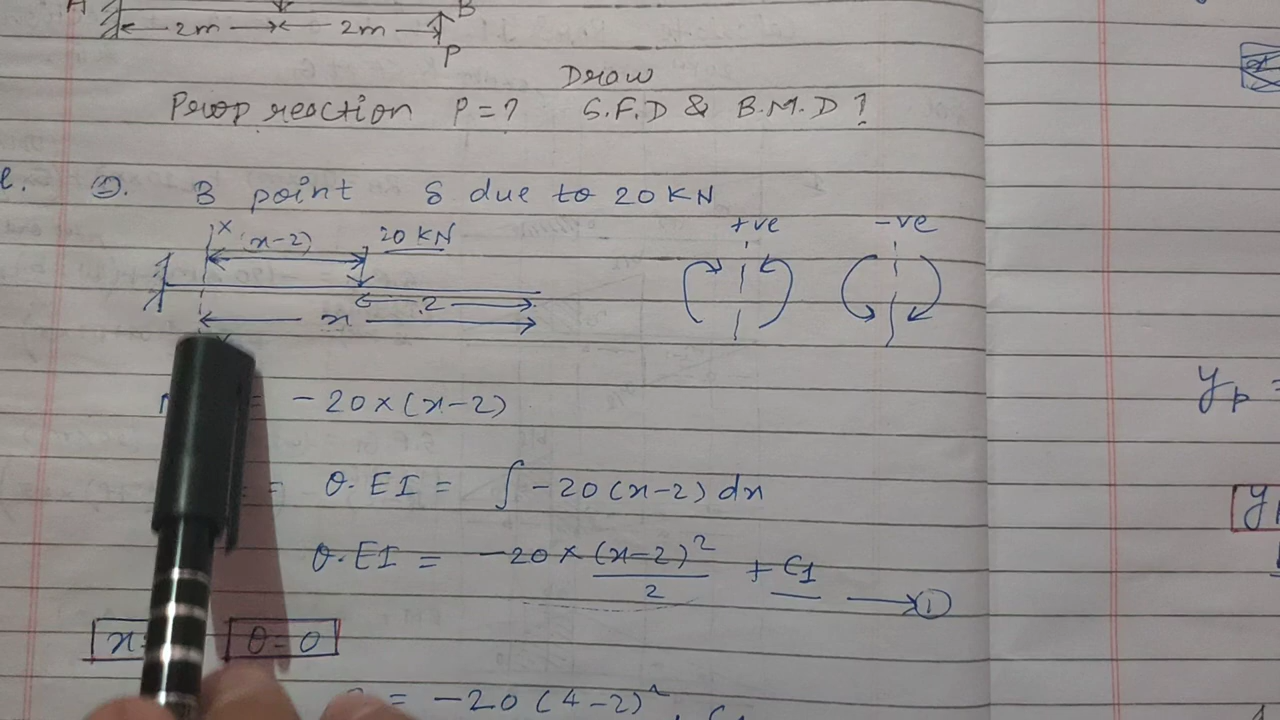 A B
2m 2m
P
Draw
Prop reaction P=? S.F.D & B.M.D ?
①. B point δ due to 20 KN
x (x-2) 20 KN +ve -ve
2
x
= -20×(x-2)
= θ.EI = ∫-20(x-2) dx
θ.EI = -20×(x-2)²/2 + C1 → ①
x= θ=0
= -20(4-2)²
yp =